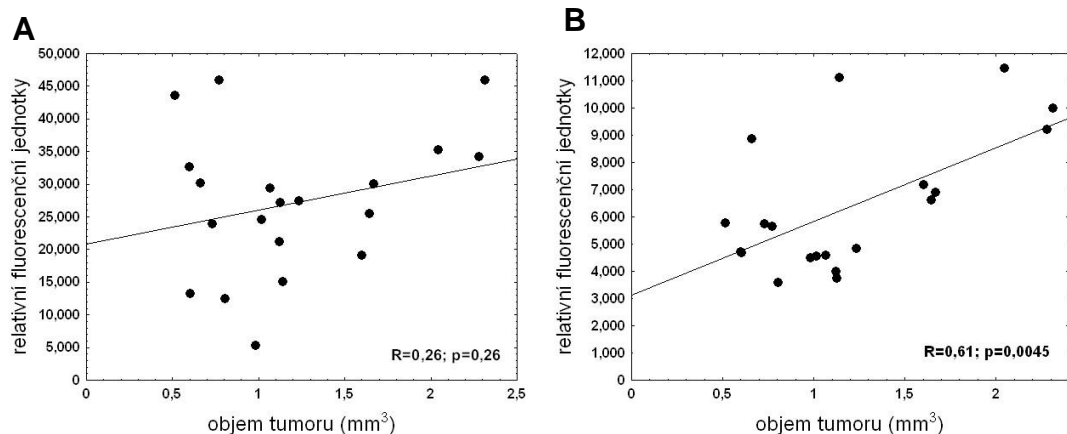 A
50,000
45,000
40,000
35,000
30,000
25,000
20,000
15,000
10,000
5,000
0
relativní fluorescenční jednotky
0 0,5 1 1,5 2 2,5
objem tumoru (mm³)
R=0,26; p=0,26
B
12,000
11,000
10,000
9,000
8,000
7,000
6,000
5,000
4,000
3,000
2,000
1,000
0
relativní fluorescenční jednotky
0 0,5 1 1,5 2
objem tumoru (mm³)
R=0,61; p=0,0045